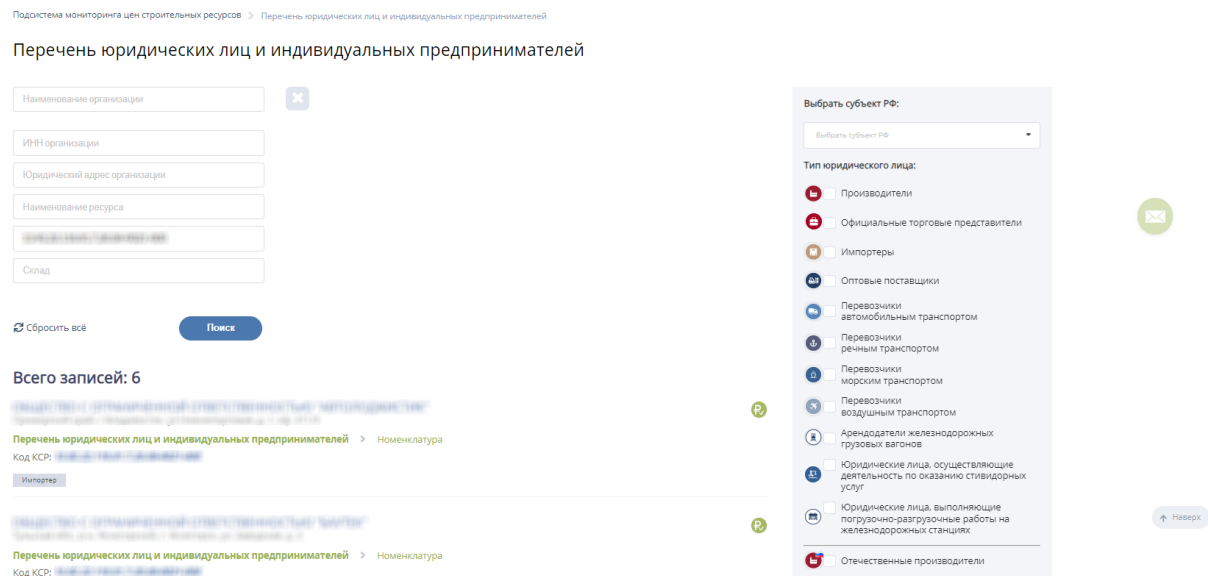 Подсистема мониторинга цен строительных ресурсов > Перечень юридических лиц и индивидуальных предпринимателей
Перечень юридических лиц и индивидуальных предпринимателей
Наименование организации
ИНН организации
Юридический адрес организации
Наименование ресурса
Склад
Сбросить всё
Поиск
Всего записей: 6
Перечень юридических лиц и индивидуальных предпринимателей > Номенклатура
Код КСР:
Импортер
Перечень юридических лиц и индивидуальных предпринимателей > Номенклатура
Код КСР:
Выбрать субъект РФ:
Выбрать субъект РФ
Тип юридического лица:
Производители
Официальные торговые представители
Импортеры
Оптовые поставщики
Перевозчики
автомобильным транспортом
Перевозчики
речным транспортом
Перевозчики
морским транспортом
Перевозчики
воздушным транспортом
Арендодатели железнодорожных
грузовых вагонов
Юридические лица, осуществляющие
деятельность по оказанию стивидорных
услуг
Юридические лица, выполняющие
погрузочно-разгрузочные работы на
железнодорожных станциях
Отечественные производители
Наверх